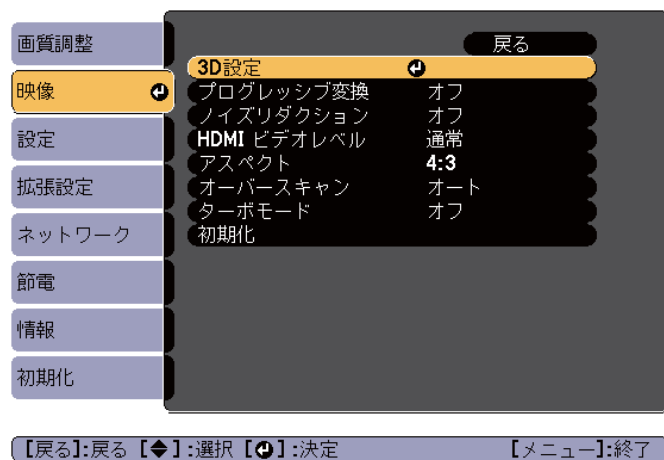 画質調整
映像
設定
拡張設定
ネットワーク
節電
情報
初期化
戻る
3D設定
プログレッシブ変換 オフ
ノイズリダクション オフ
HDMI ビデオレベル 通常
アスペクト 4:3
オーバースキャン オート
ターボモード オフ
初期化
[戻る]:戻る [◆]:選択 [↵]:決定 [メニュー]:終了